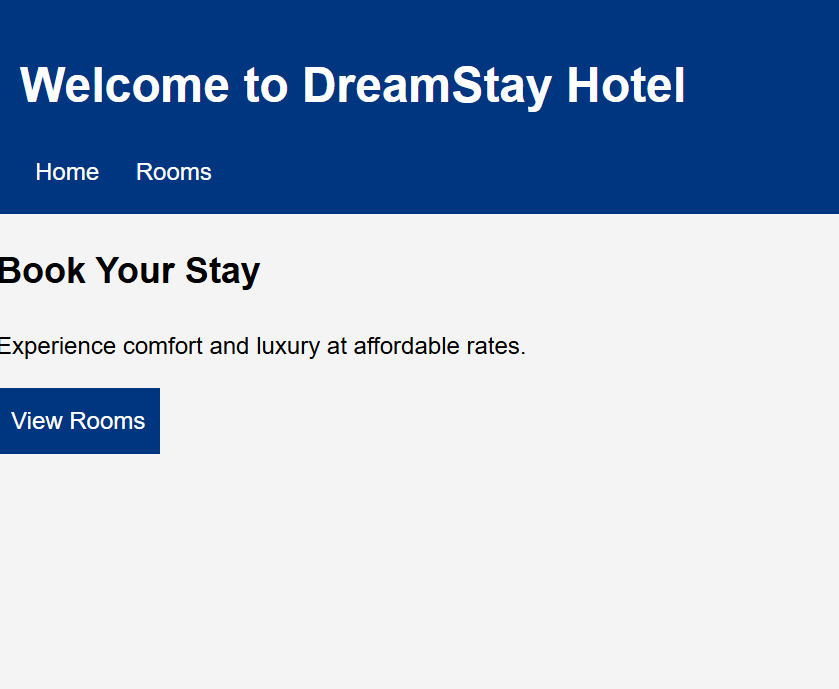 Welcome to DreamStay Hotel
Home Rooms
Book Your Stay
Experience comfort and luxury at affordable rates.
View Rooms